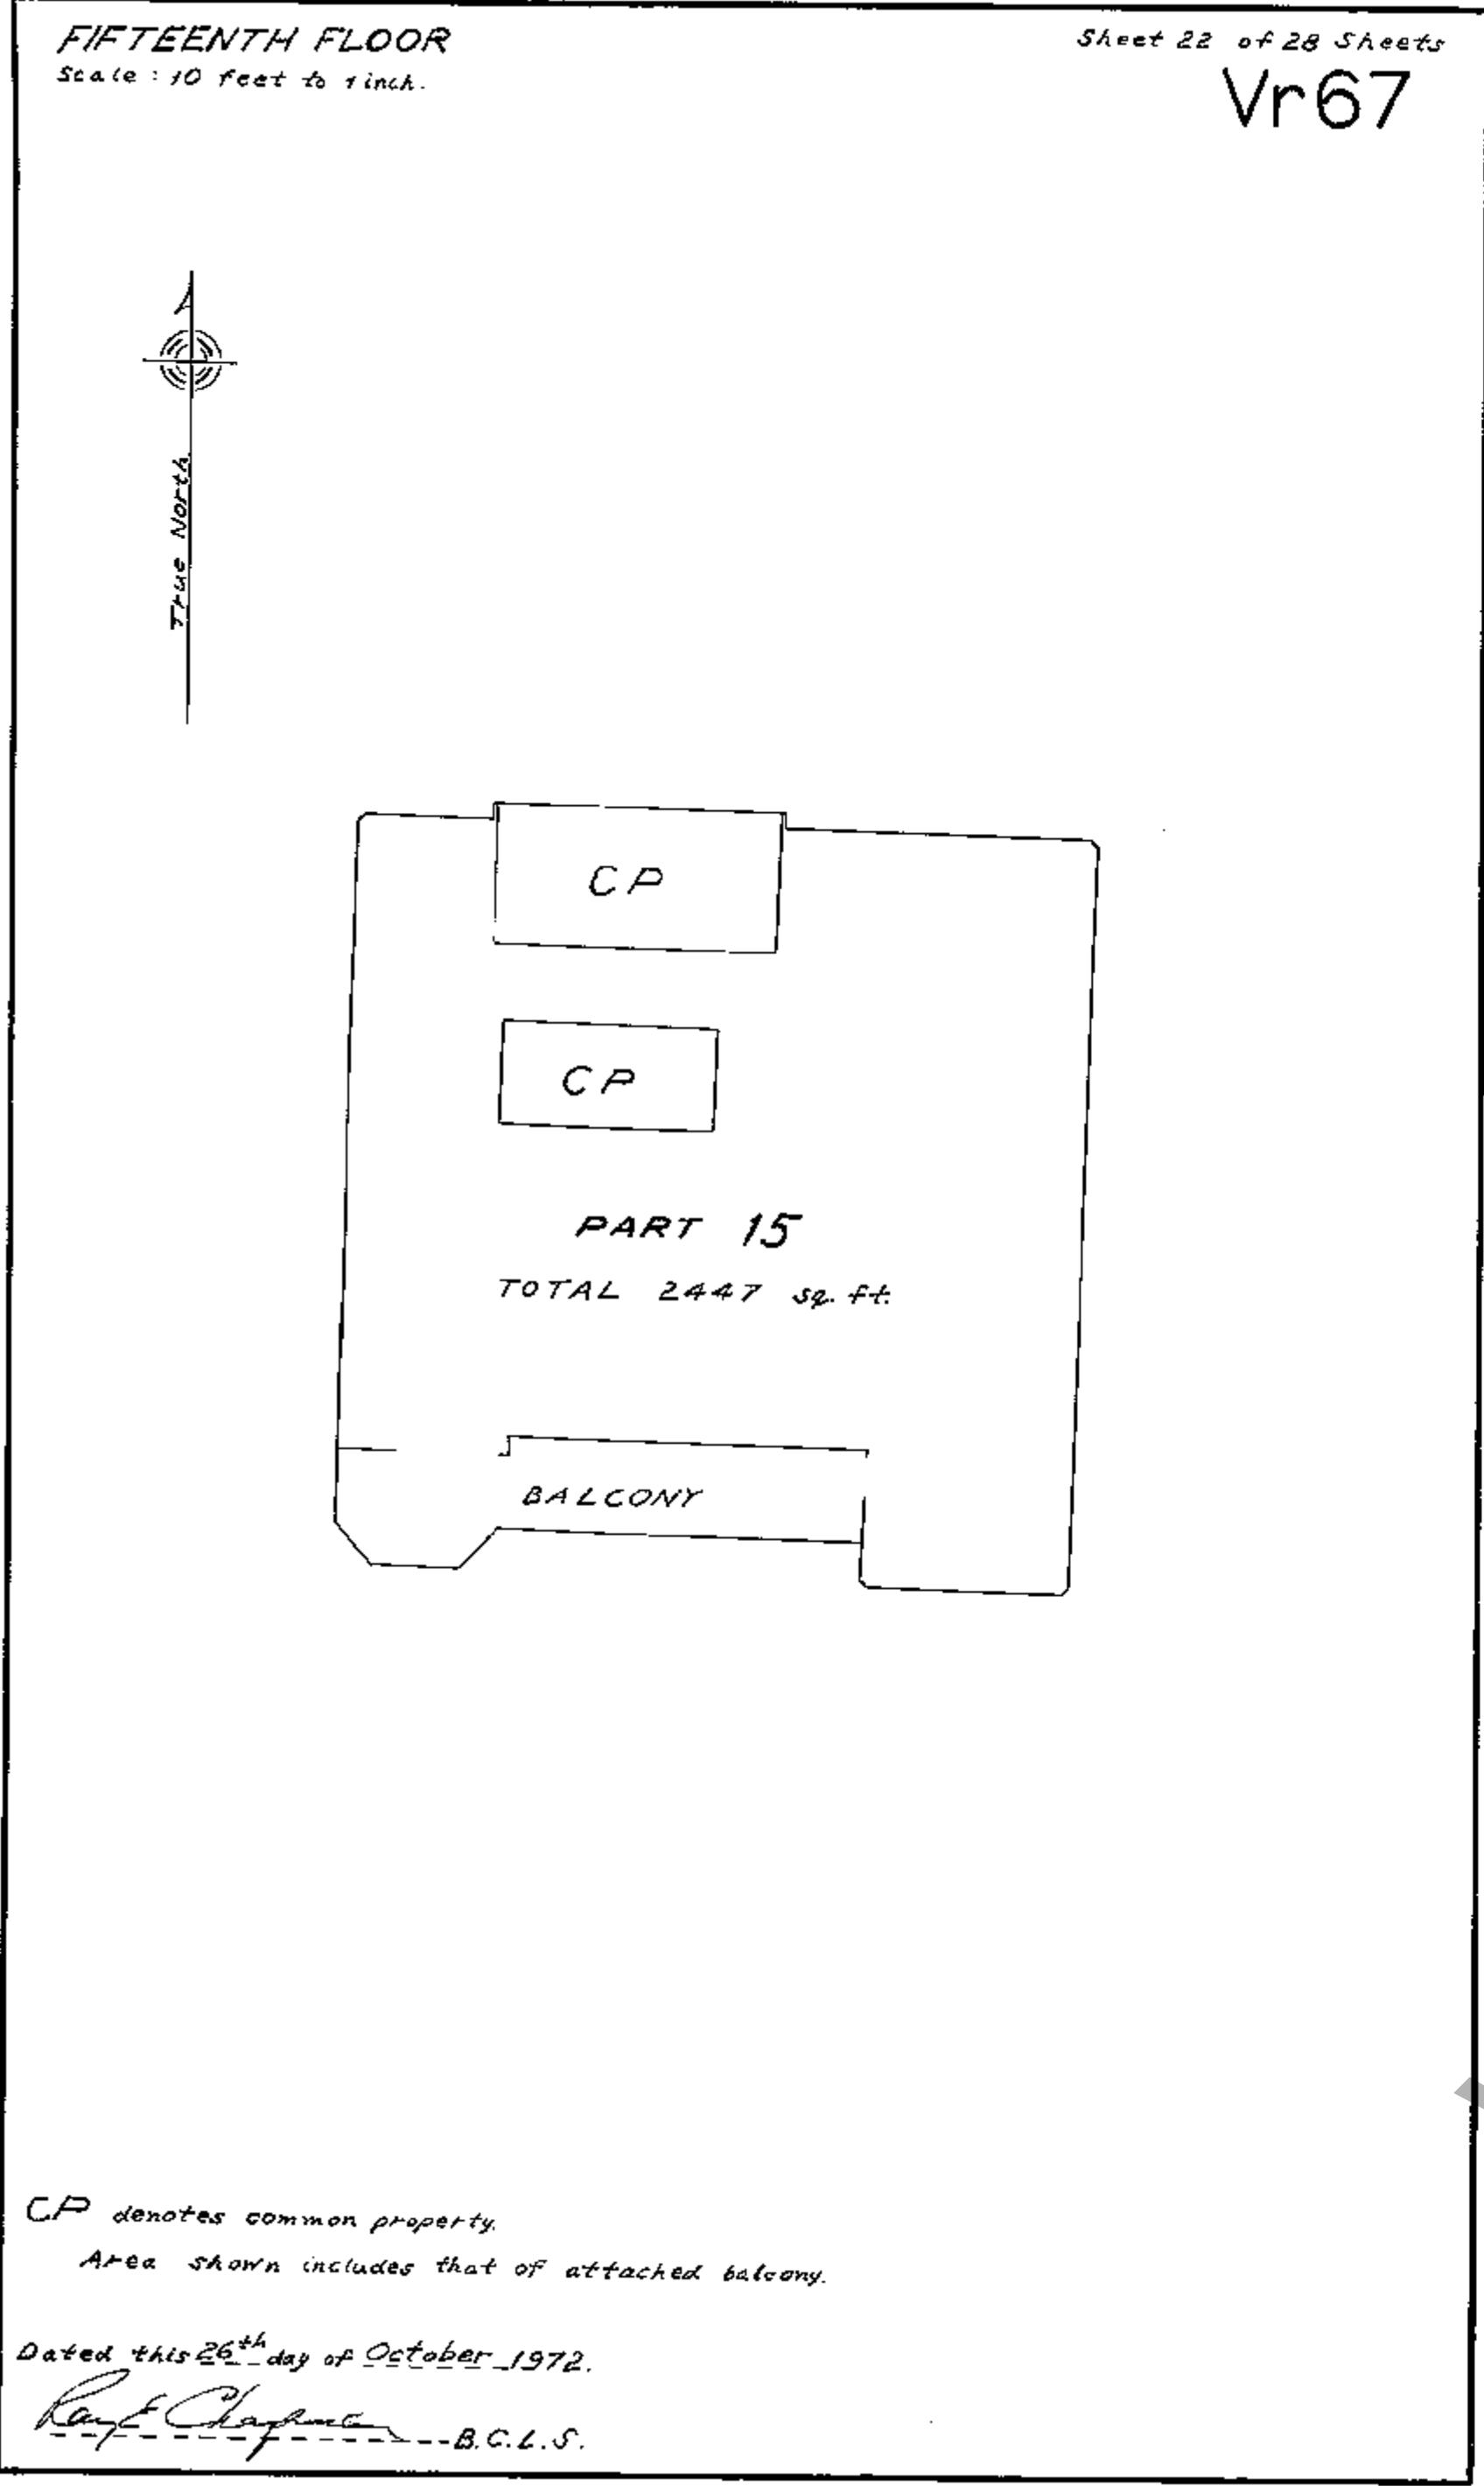 FIFTEENTH FLOOR
Scale : 10 feet to 1 inch.
Sheet 22 of 28 Sheets
Vr67
True North
CP
CP
PART 15
TOTAL 2447 sq. ft.
BALCONY
CP denotes common property.
Area shown includes that of attached balcony.
Dated this 26th day of October 1972.
Chapman B.C.L.S.